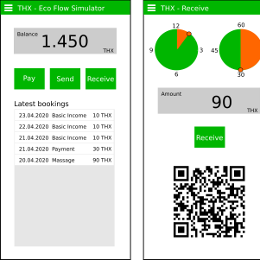 THX - Eco Flow Simulator
Balance
1.450
THX
Pay Send Receive
Latest bookings
23.04.2020 Basic Income 10 THX
22.04.2020 Basic Income 10 THX
21.04.2020 Basic Income 10 THX
21.04.2020 Payment 30 THX
20.04.2020 Massage 90 THX
THX - Receive
12 60
9 3 45
6 30
Amount
90
THX
Receive